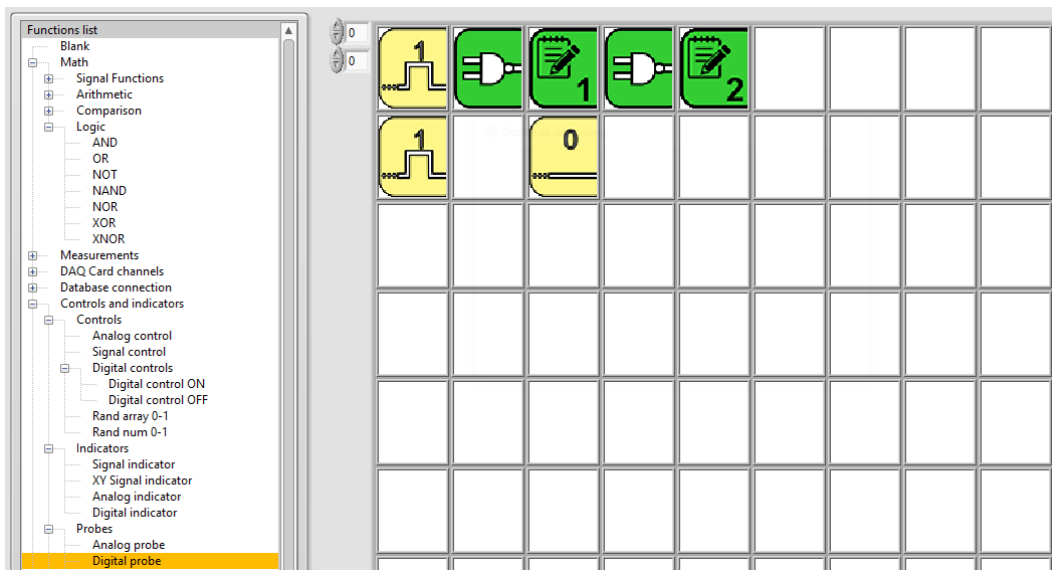 Functions list
Blank
Math
Signal Functions
Arithmetic
Comparison
Logic
AND
OR
NOT
NAND
NOR
XOR
XNOR
Measurements
DAQ Card channels
Database connection
Controls and indicators
Controls
Analog control
Signal control
Digital controls
Digital control ON
Digital control OFF
Rand array 0-1
Rand num 0-1
Indicators
Signal indicator
XY Signal indicator
Analog indicator
Digital indicator
Probes
Analog probe
Digital probe
0
0
1
1
2
1
0